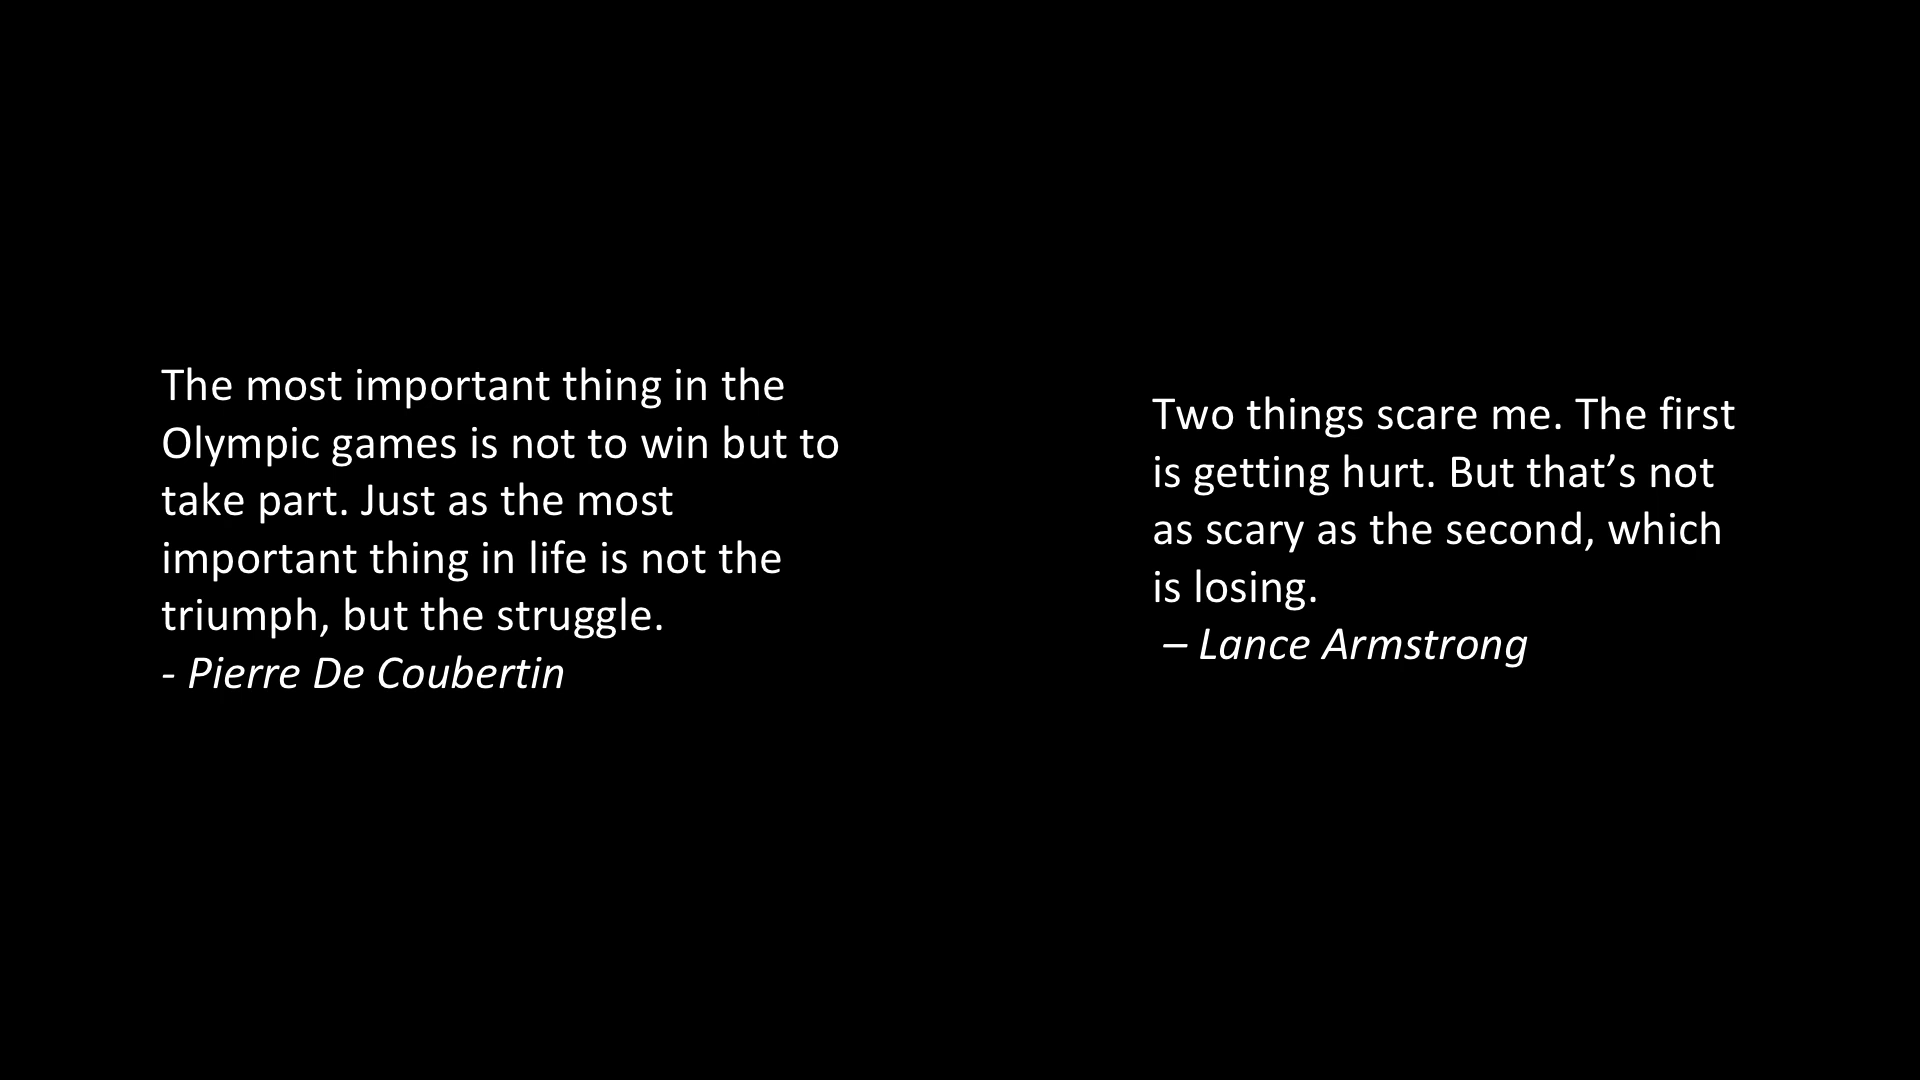 The most important thing in the
Olympic games is not to win but to
take part. Just as the most
important thing in life is not the
triumph, but the struggle.
- Pierre De Coubertin
Two things scare me. The first
is getting hurt. But that’s not
as scary as the second, which
is losing.
– Lance Armstrong